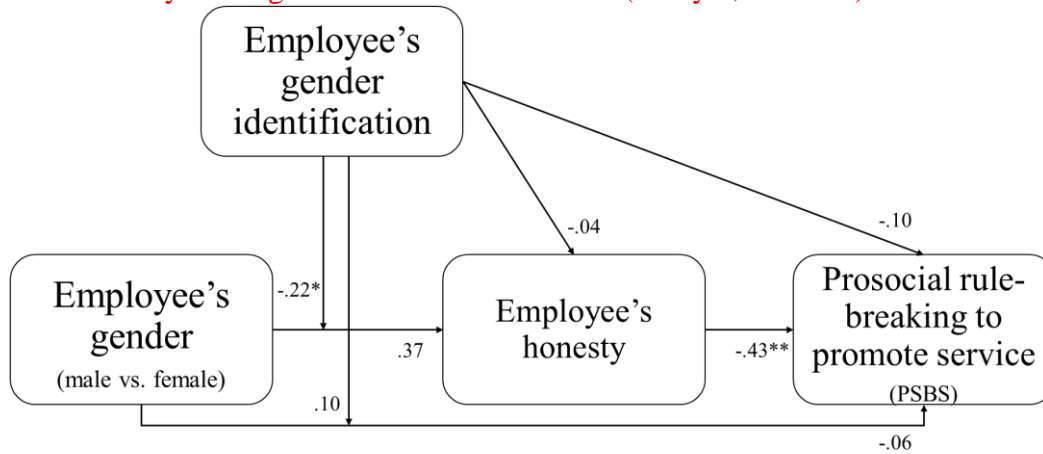 Employee's
gender
identification
-.04
-.10
Employee's
gender
(male vs. female)
-.22*
.37
Employee's
honesty
-.43**
Prosocial rule-
breaking to
promote service
(PSBS)
.10
-.06